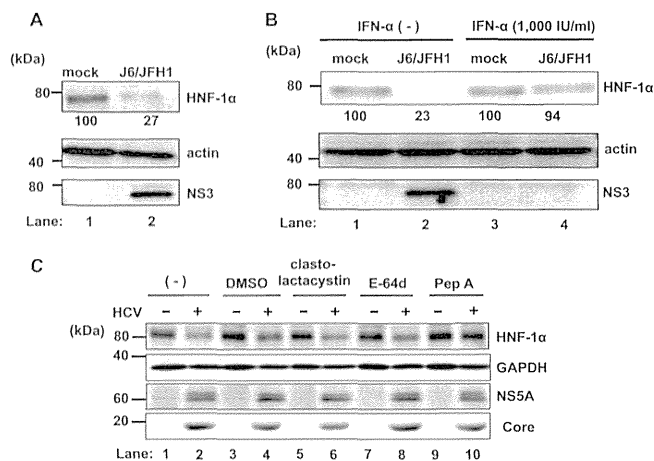 A
(kDa)
mock J6/JFH1
80 HNF-1α
100 27
40 actin
80 NS3
Lane: 1 2
B
IFN-α (-) IFN-α (1,000 IU/ml)
(kDa) mock J6/JFH1 mock J6/JFH1
80 HNF-1α
100 23 100 94
40 actin
80 NS3
Lane: 1 2 3 4
C
(-) DMSO clasto-lactacystin E-64d Pep A
HCV - + - + - + - + - +
(kDa)
80 HNF-1α
40 GAPDH
60 NS5A
20 Core
Lane: 1 2 3 4 5 6 7 8 9 10